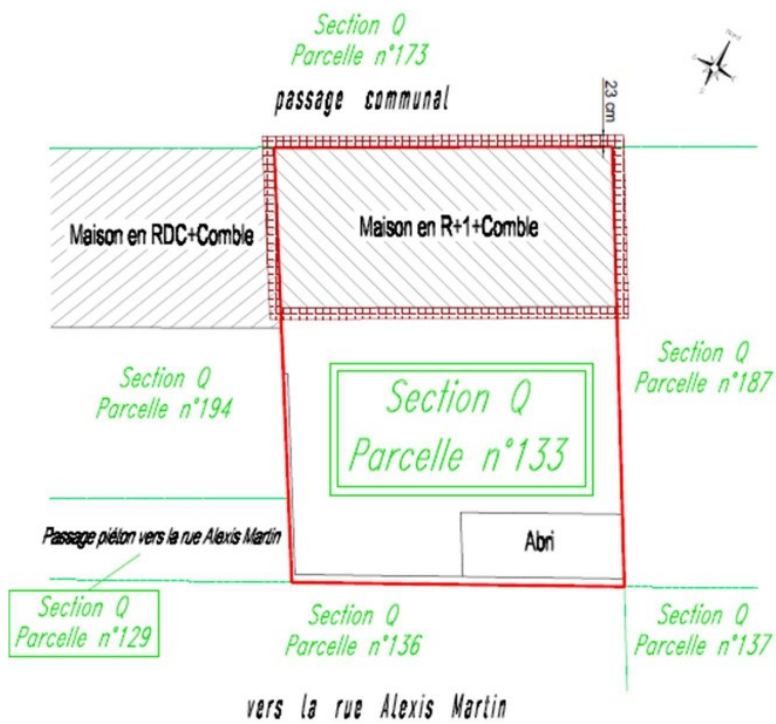 Section Q
Parcelle n°173
passage communal
23 cm
Maison en RDC+Comble
Maison en R+1+Comble
Section Q
Parcelle n°194
Section Q
Parcelle n°133
Section Q
Parcelle n°187
Passage piéton vers la rue Alexis Martin
Abri
Section Q
Parcelle n°129
Section Q
Parcelle n°136
Section Q
Parcelle n°137
vers la rue Alexis Martin